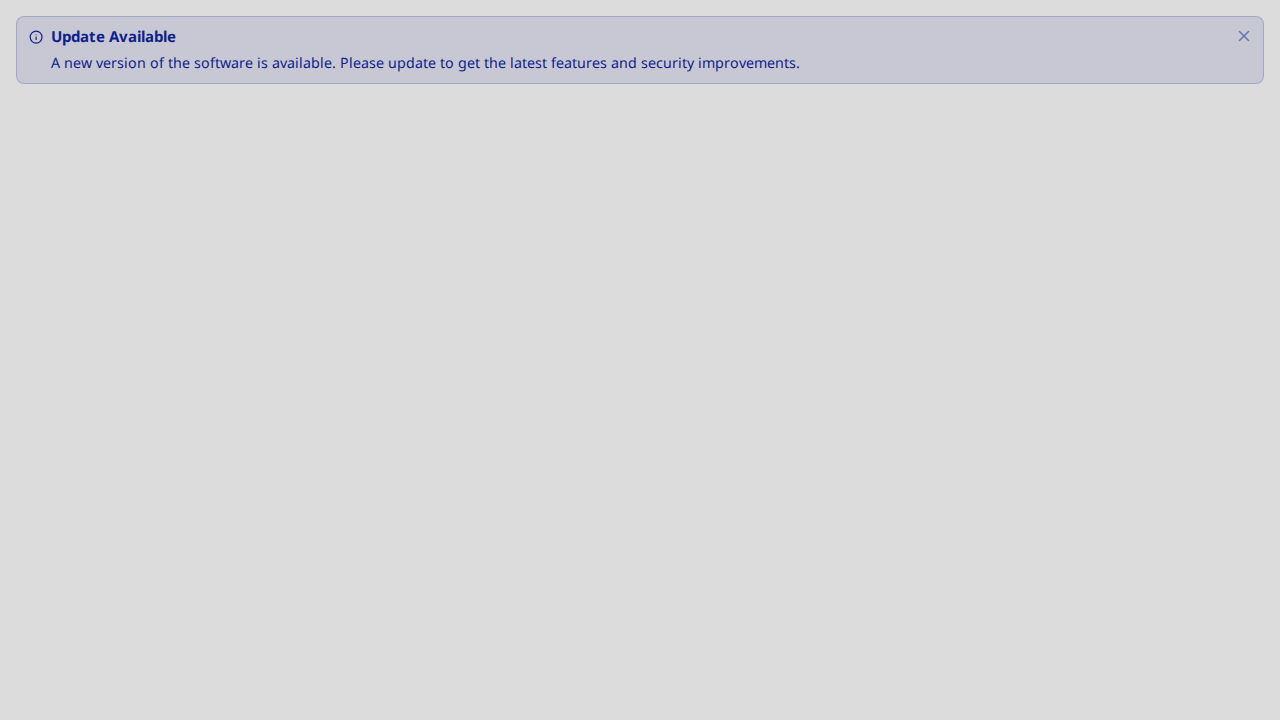 Update Available
A new version of the software is available. Please update to get the latest features and security improvements.